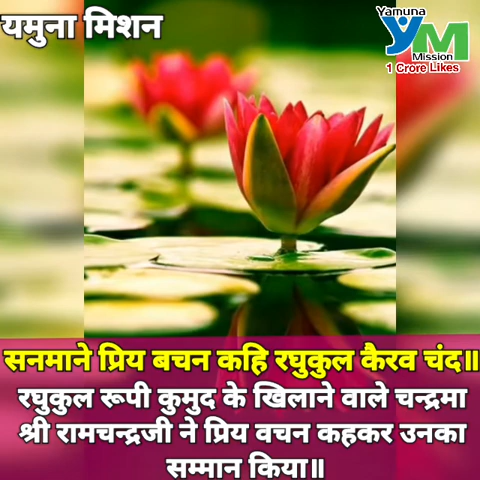 यमुना मिशन
Yamuna
YM
Mission
1 Crore Likes
सनमाने प्रिय बचन कहि रघुकुल कैरव चंद॥
रघुकुल रूपी कुमुद के खिलाने वाले चन्द्रमा
श्री रामचन्द्रजी ने प्रिय वचन कहकर उनका
सम्मान किया॥